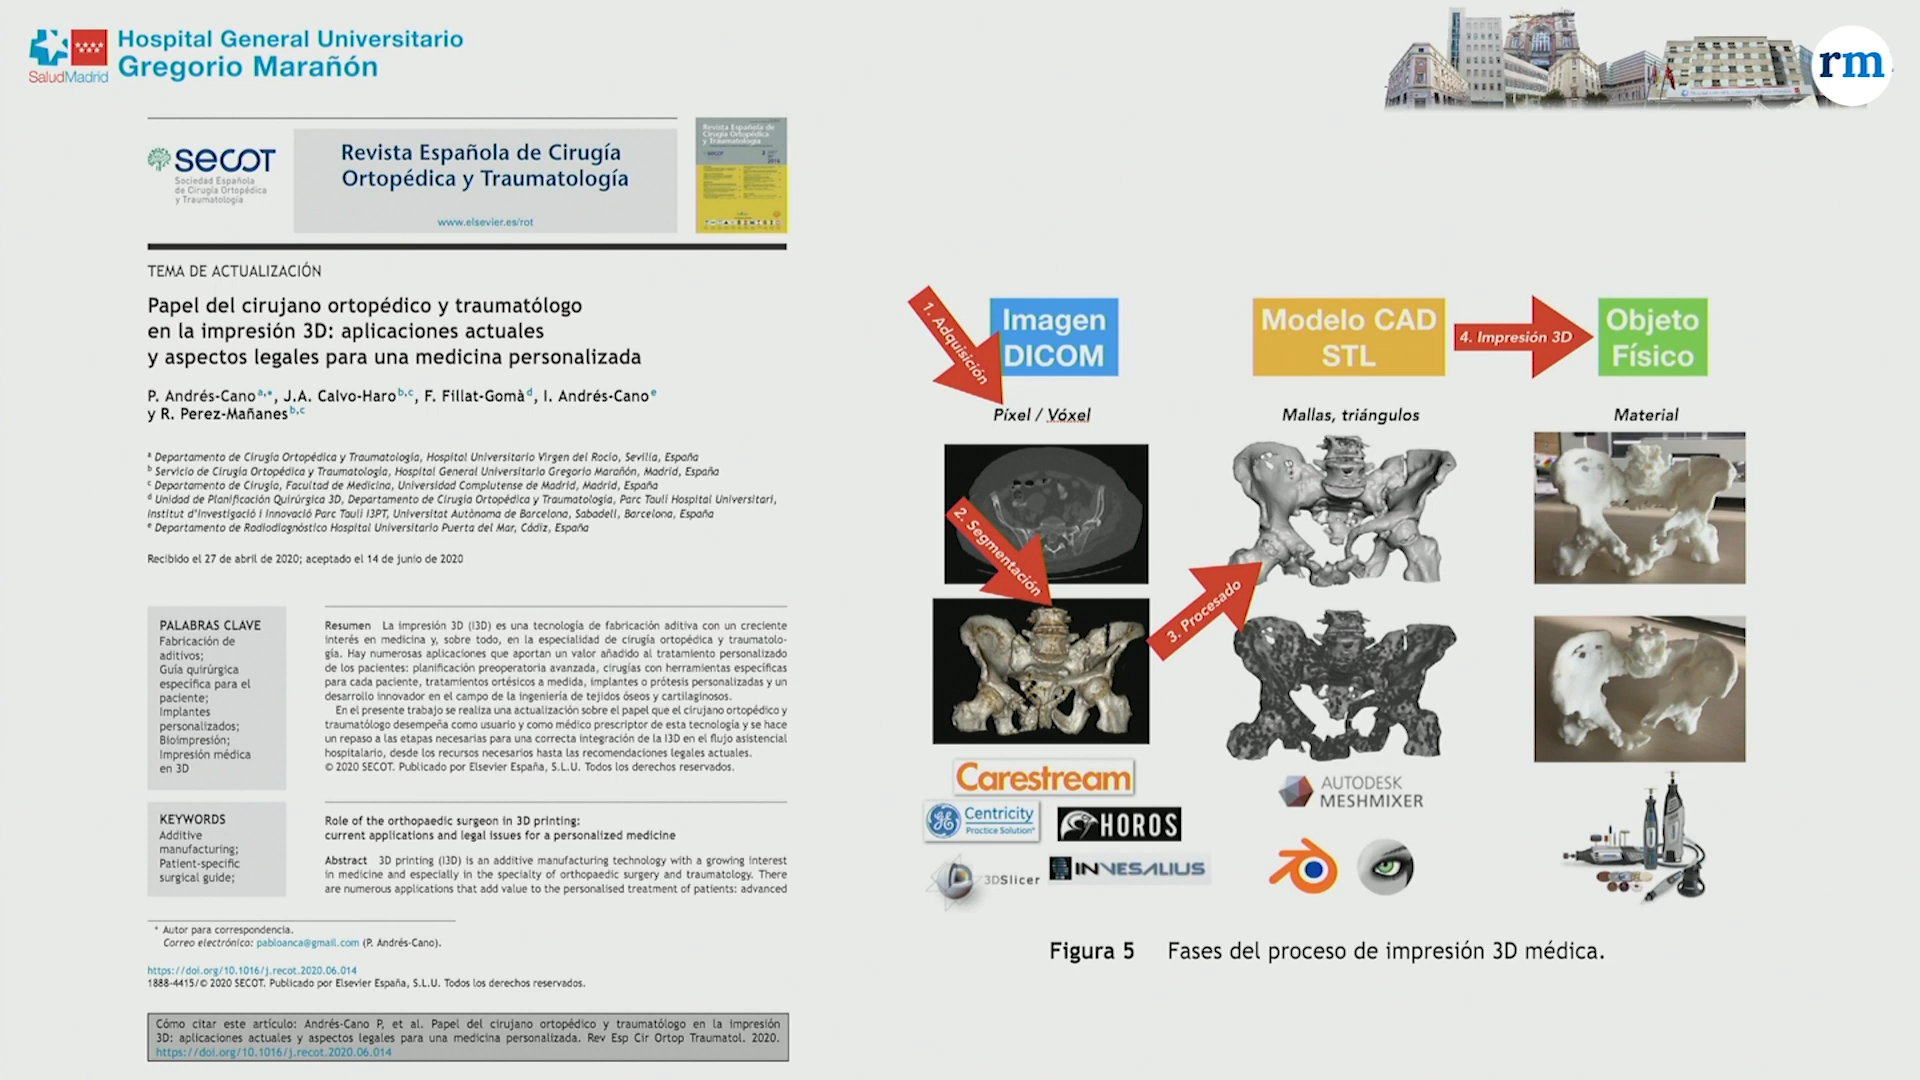 SaludMadrid
Hospital General Universitario
Gregorio Marañón
rm
secot
Sociedad Española
de Cirugía Ortopédica
y Traumatología
Revista Española de Cirugía
Ortopédica y Traumatología
www.elsevier.es/rot
Revista Española de
Cirugía Ortopédica
y Traumatología
TEMA DE ACTUALIZACIÓN
Papel del cirujano ortopédico y traumatólogo
en la impresión 3D: aplicaciones actuales
y aspectos legales para una medicina personalizada
P. Andrés-Cano a,*, J.A. Calvo-Haro b,c, F. Fillat-Gomà d, I. Andrés-Cano e
y R. Perez-Mañanes b,c
a Departamento de Cirugía Ortopédica y Traumatología, Hospital Universitario Virgen del Rocío, Sevilla, España
b Servicio de Cirugía Ortopédica y Traumatología, Hospital General Universitario Gregorio Marañón, Madrid, España
c Departamento de Cirugía, Facultad de Medicina, Universidad Complutense de Madrid, Madrid, España
d Unidad de Planificación Quirúrgica 3D, Departamento de Cirugía Ortopédica y Traumatología, Parc Taulí Hospital Universitari,
Institut d'Investigació i Innovació Parc Taulí I3PT, Universitat Autònoma de Barcelona, Sabadell, Barcelona, España
e Departamento de Radiodiagnóstico Hospital Universitario Puerta del Mar, Cádiz, España
Recibido el 27 de abril de 2020; aceptado el 14 de junio de 2020
PALABRAS CLAVE
Fabricación de
aditivos;
Guía quirúrgica
específica para el
paciente;
Implantes
personalizados;
Bioimpresión;
Impresión médica
en 3D
Resumen La impresión 3D (I3D) es una tecnología de fabricación aditiva con un creciente
interés en medicina y, sobre todo, en la especialidad de cirugía ortopédica y traumatolo-
gía. Hay numerosas aplicaciones que aportan un valor añadido al tratamiento personalizado
de los pacientes: planificación preoperatoria avanzada, cirugías con herramientas específicas
para cada paciente, tratamientos ortésicos a medida, implantes o prótesis personalizadas y un
desarrollo innovador en el campo de la ingeniería de tejidos óseos y cartilaginosos.
En el presente trabajo se realiza una actualización sobre el papel que el cirujano ortopédico y
traumatólogo desempeña como usuario y como médico prescriptor de esta tecnología y se hace
un repaso a las etapas necesarias para una correcta integración de la I3D en el flujo asistencial
hospitalario, desde los recursos necesarios hasta las recomendaciones legales actuales.
© 2020 SECOT. Publicado por Elsevier España, S.L.U. Todos los derechos reservados.
KEYWORDS
Additive
manufacturing;
Patient-specific
surgical guide;
Role of the orthopaedic surgeon in 3D printing:
current applications and legal issues for a personalized medicine
Abstract 3D printing (I3D) is an additive manufacturing technology with a growing interest
in medicine and especially in the specialty of orthopaedic surgery and traumatology. There
are numerous applications that add value to the personalised treatment of patients: advanced
* Autor para correspondencia.
Correo electrónico: pabloanca@gmail.com (P. Andrés-Cano).
https://doi.org/10.1016/j.recot.2020.06.014
1888-4415/© 2020 SECOT. Publicado por Elsevier España, S.L.U. Todos los derechos reservados.
Cómo citar este artículo: Andrés-Cano P, et al. Papel del cirujano ortopédico y traumatólogo en la impresión
3D: aplicaciones actuales y aspectos legales para una medicina personalizada. Rev Esp Cir Ortop Traumatol. 2020.
https://doi.org/10.1016/j.recot.2020.06.014
1. Adquisición
Imagen
DICOM
Píxel / Vóxel
2. Segmentación
3. Procesado
Modelo CAD
STL
Mallas, triángulos
4. Impresión 3D
Objeto
Físico
Material
Carestream
GE
Centricity
Practice Solution*
HOROS
3DSlicer
INVESALIUS
AUTODESK
MESHMIXER
Figura 5 Fases del proceso de impresión 3D médica.